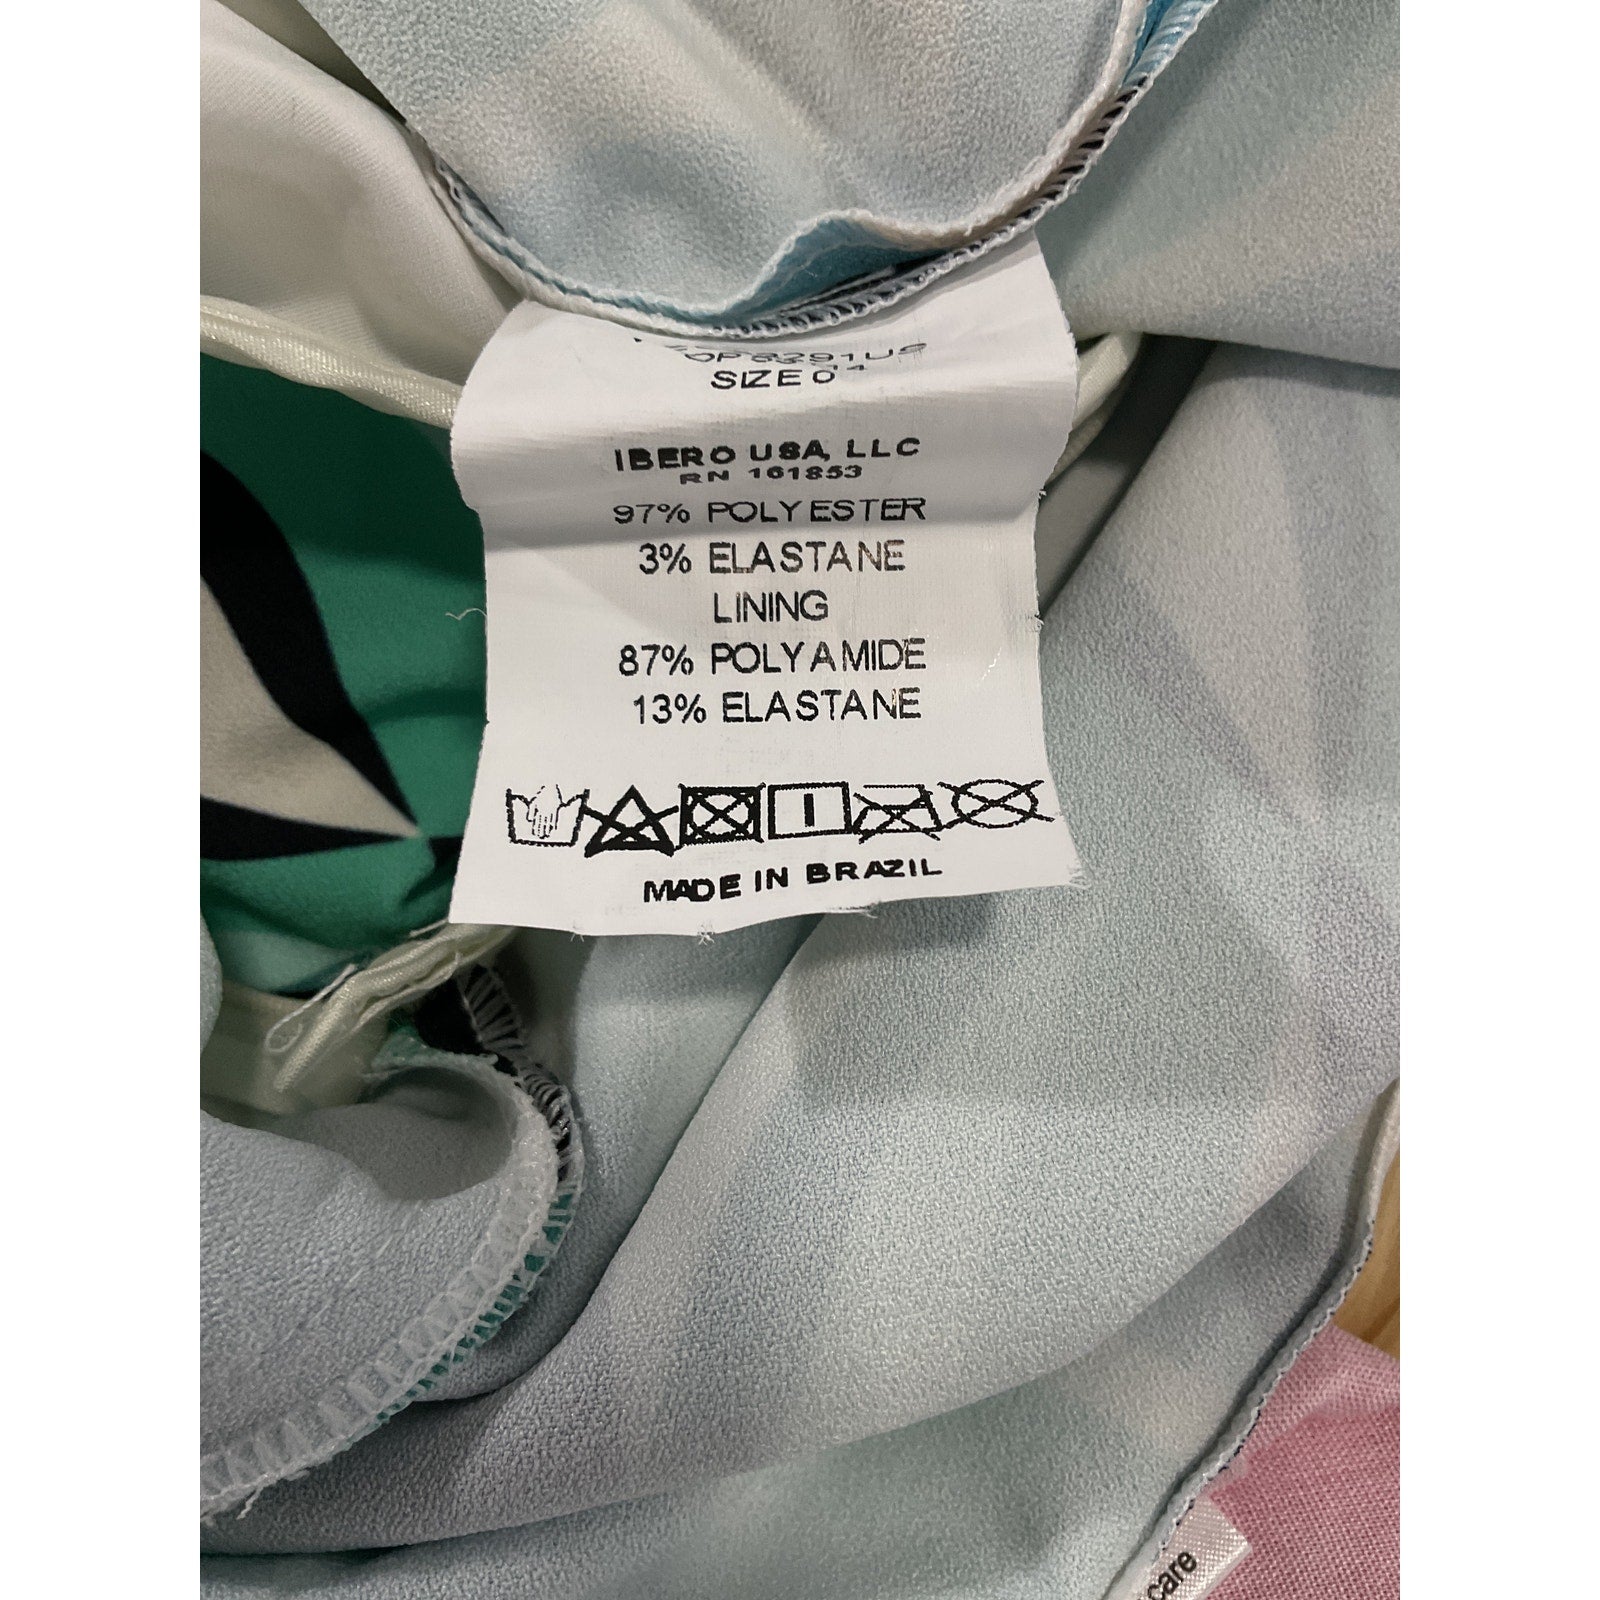 SIZE 0
IBERO USA, LLC
RN 161853
97% POLYESTER
3% ELASTANE
LINING
87% POLYAMIDE
13% ELASTANE
MADE IN BRAZIL
care